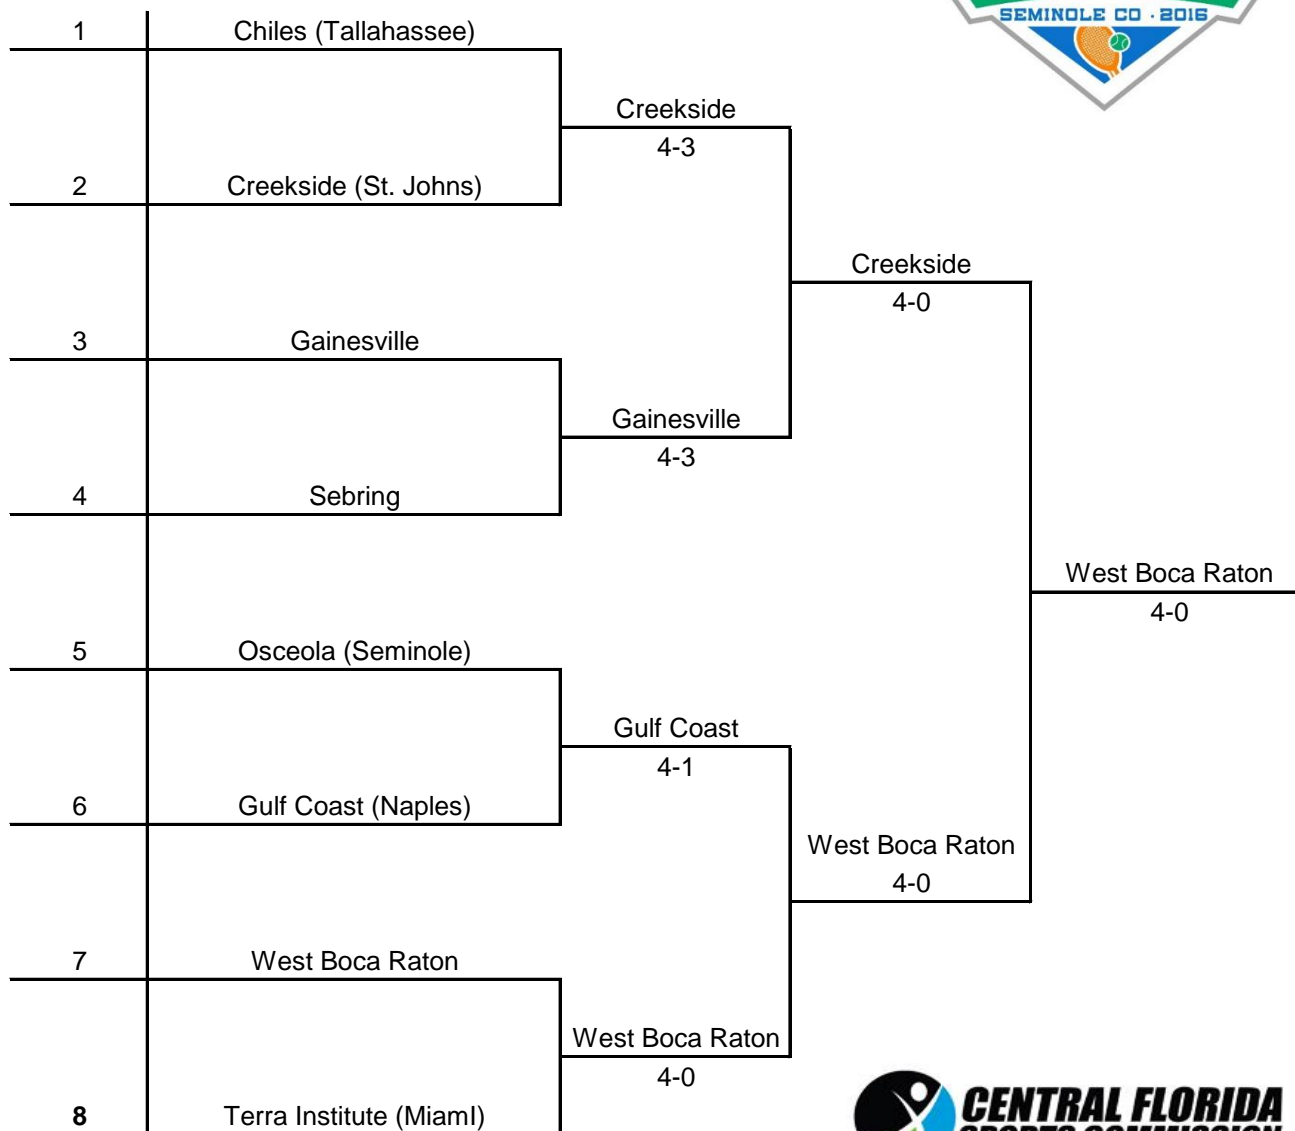 SEMINOLE CO · 2016
1 Chiles (Tallahassee)
Creekside
4-3
2 Creekside (St. Johns)
Creekside
4-0
3 Gainesville
Gainesville
4-3
4 Sebring
West Boca Raton
4-0
5 Osceola (Seminole)
Gulf Coast
4-1
6 Gulf Coast (Naples)
West Boca Raton
4-0
7 West Boca Raton
West Boca Raton
4-0
8 Terra Institute (MiamI)
CENTRAL FLORIDA
SPORTS COMMISSION